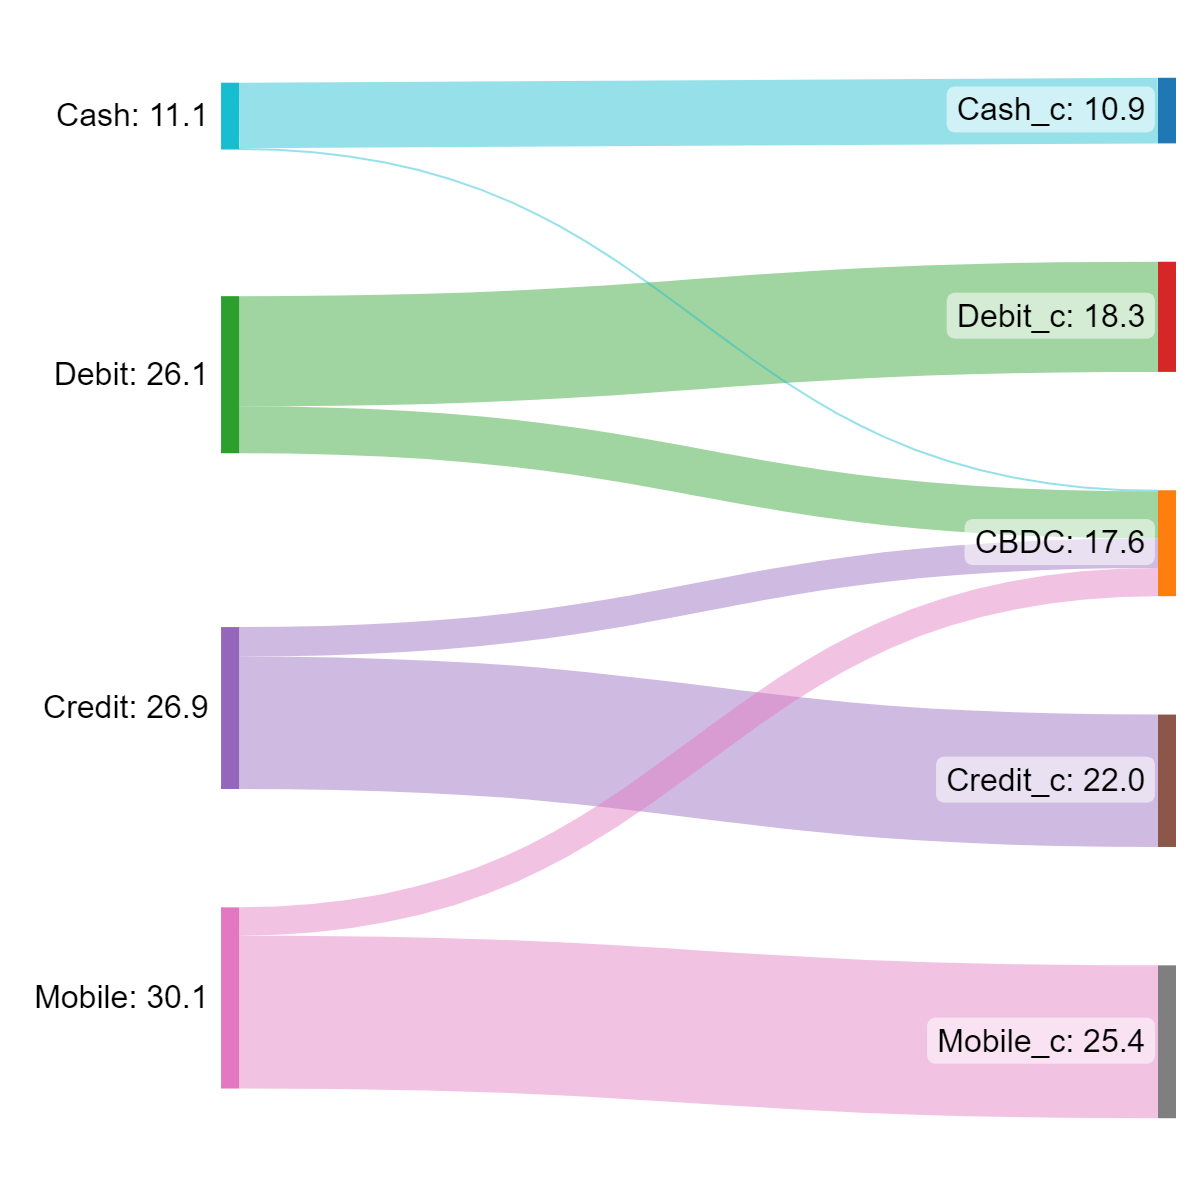 Cash: 11.1
Cash_c: 10.9
Debit: 26.1
Debit_c: 18.3
CBDC: 17.6
Credit: 26.9
Credit_c: 22.0
Mobile: 30.1
Mobile_c: 25.4